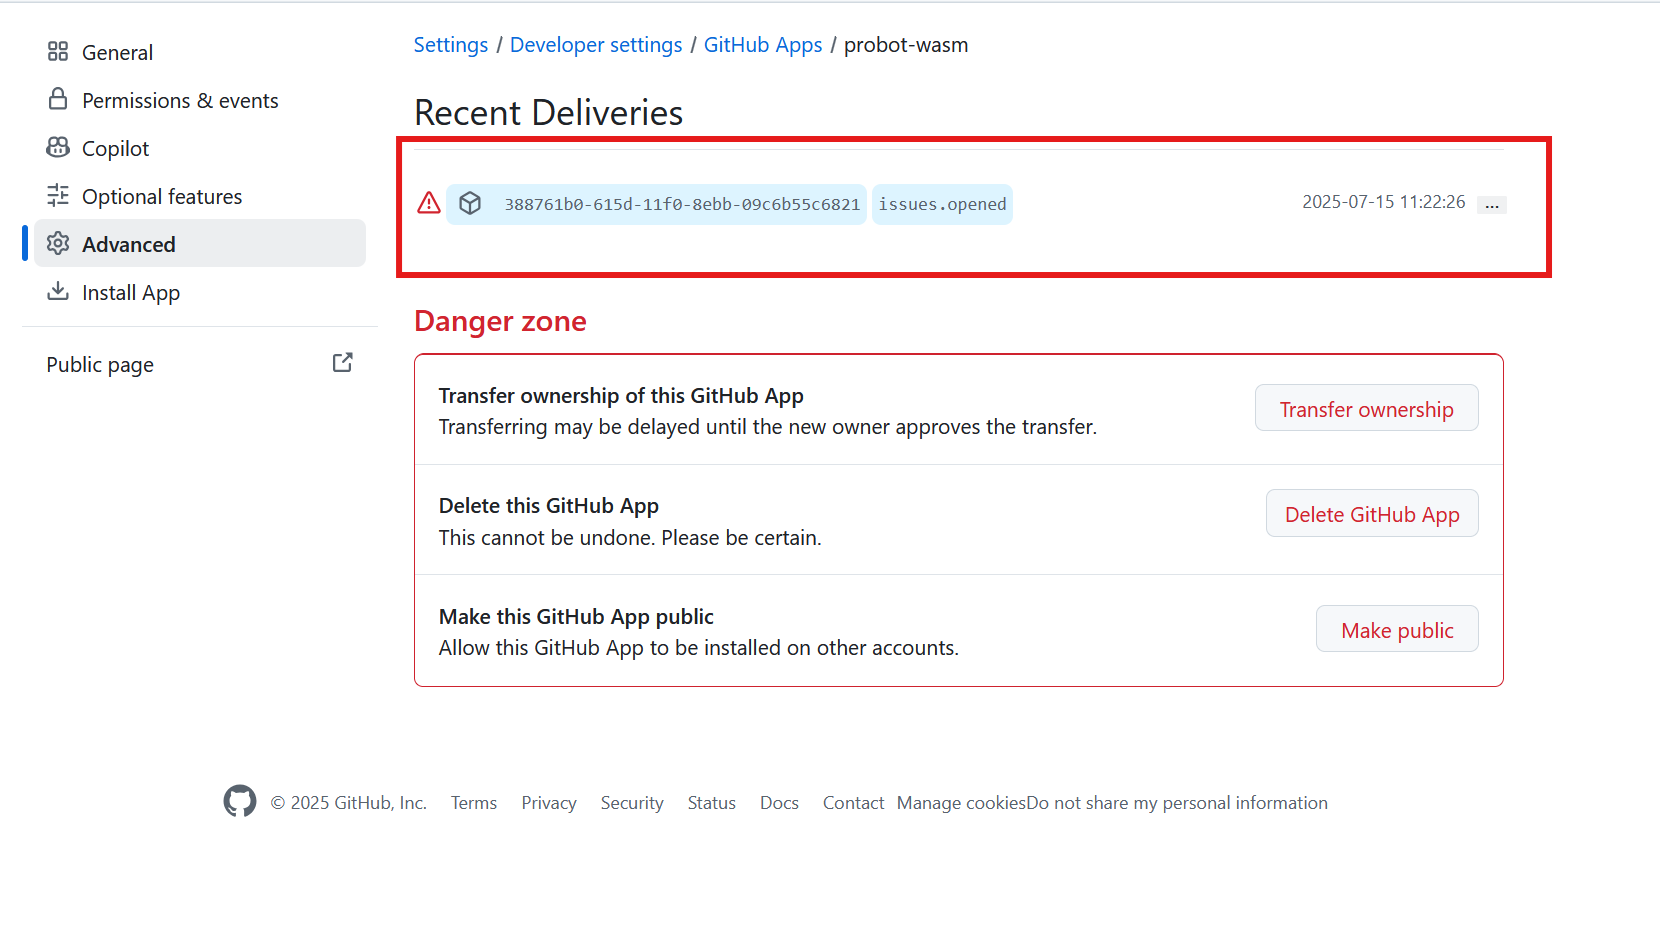 General
Permissions & events
Copilot
Optional features
Advanced
Install App
Public page
Settings / Developer settings / GitHub Apps / probot-wasm
Recent Deliveries
388761b0-615d-11f0-8ebb-09c6b55c6821 issues.opened 2025-07-15 11:22:26 ...
Danger zone
Transfer ownership of this GitHub App
Transferring may be delayed until the new owner approves the transfer.
Transfer ownership
Delete this GitHub App
This cannot be undone. Please be certain.
Delete GitHub App
Make this GitHub App public
Allow this GitHub App to be installed on other accounts.
Make public
© 2025 GitHub, Inc. Terms Privacy Security Status Docs Contact Manage cookiesDo not share my personal information